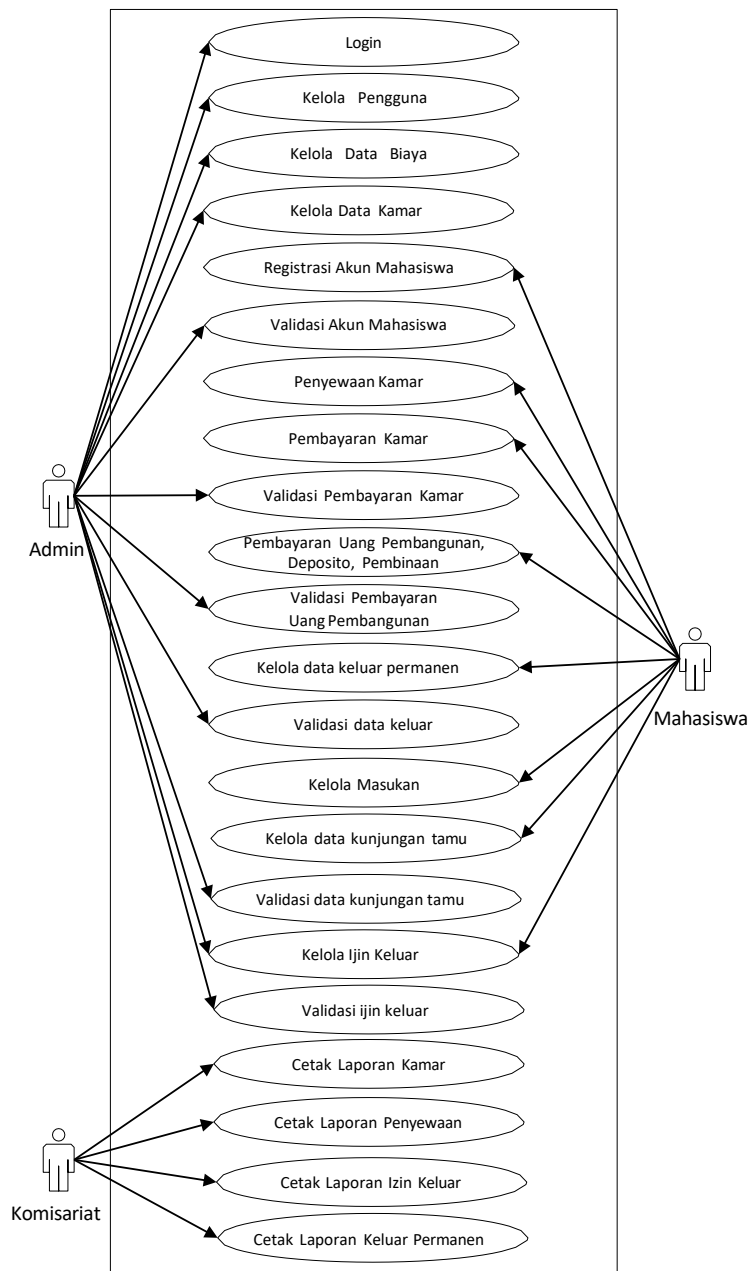 Login
Kelola Pengguna
Kelola Data Biaya
Kelola Data Kamar
Registrasi Akun Mahasiswa
Validasi Akun Mahasiswa
Penyewaan Kamar
Pembayaran Kamar
Validasi Pembayaran Kamar
Admin
Pembayaran Uang Pembangunan,
Deposito, Pembinaan
Validasi Pembayaran
Uang Pembangunan
Kelola data keluar permanen
Mahasiswa
Validasi data keluar
Kelola Masukan
Kelola data kunjungan tamu
Validasi data kunjungan tamu
Kelola Ijin Keluar
Validasi ijin keluar
Cetak Laporan Kamar
Cetak Laporan Penyewaan
Cetak Laporan Izin Keluar
Komisariat
Cetak Laporan Keluar Permanen